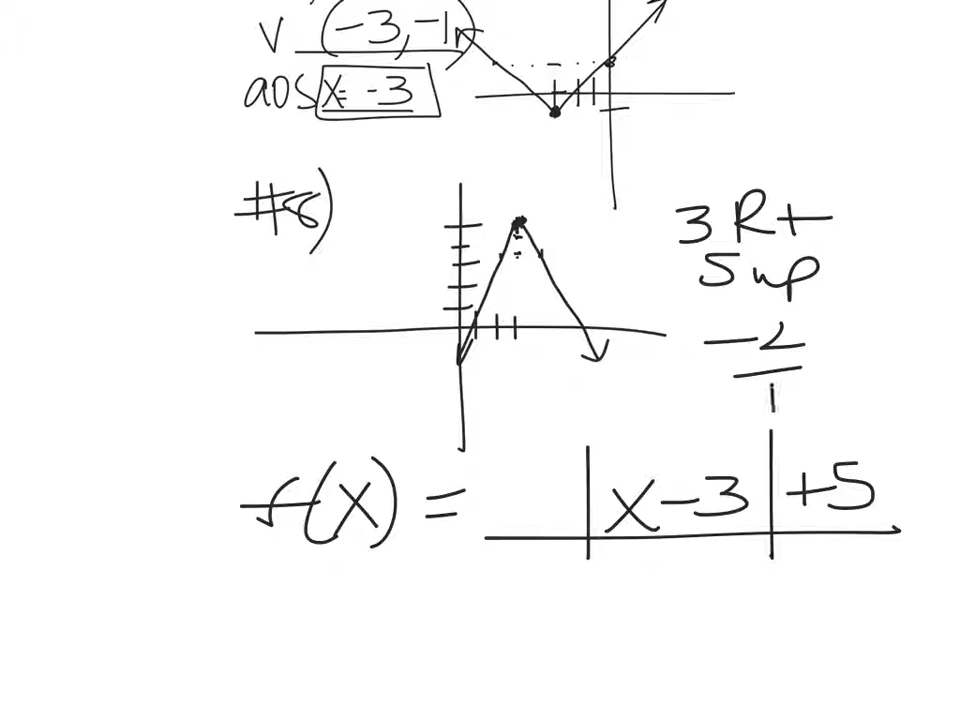 V (-3,-1)
aos x = -3
#8)
3 Rt
5 up
-2
1
f(x) = |x-3|+5